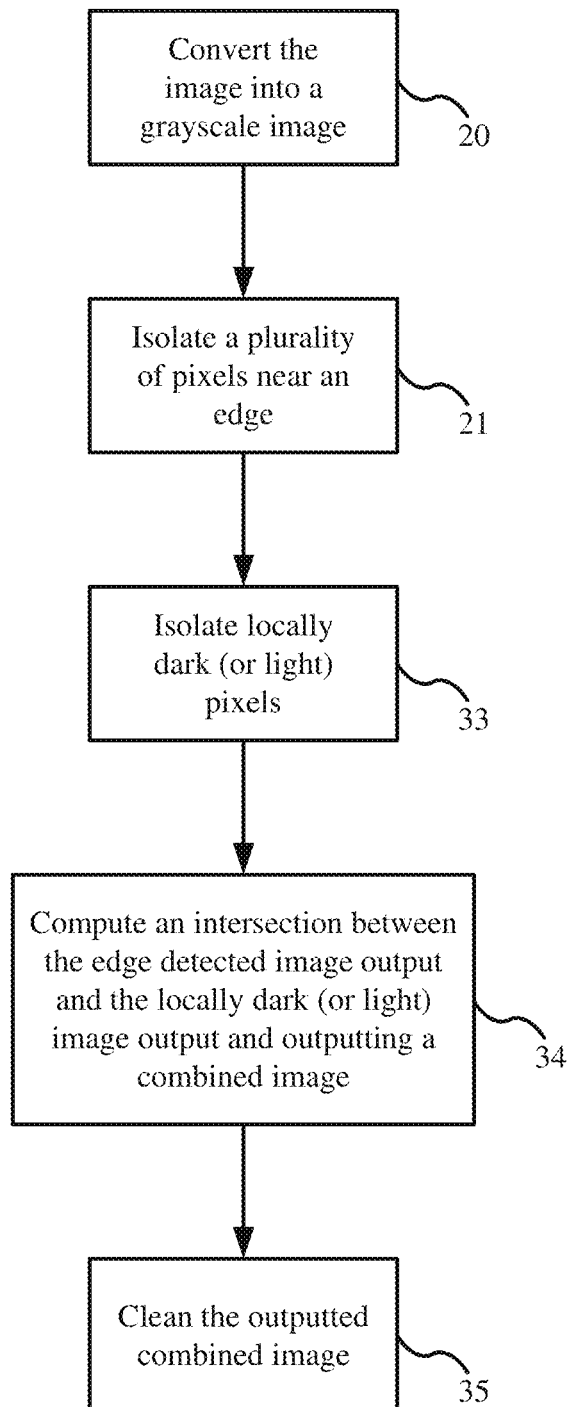 Convert the
image into a
grayscale image
20
Isolate a plurality
of pixels near an
edge
21
Isolate locally
dark (or light)
pixels
33
Compute an intersection between
the edge detected image output
and the locally dark (or light)
image output and outputting a
combined image
34
Clean the outputted
combined image
35